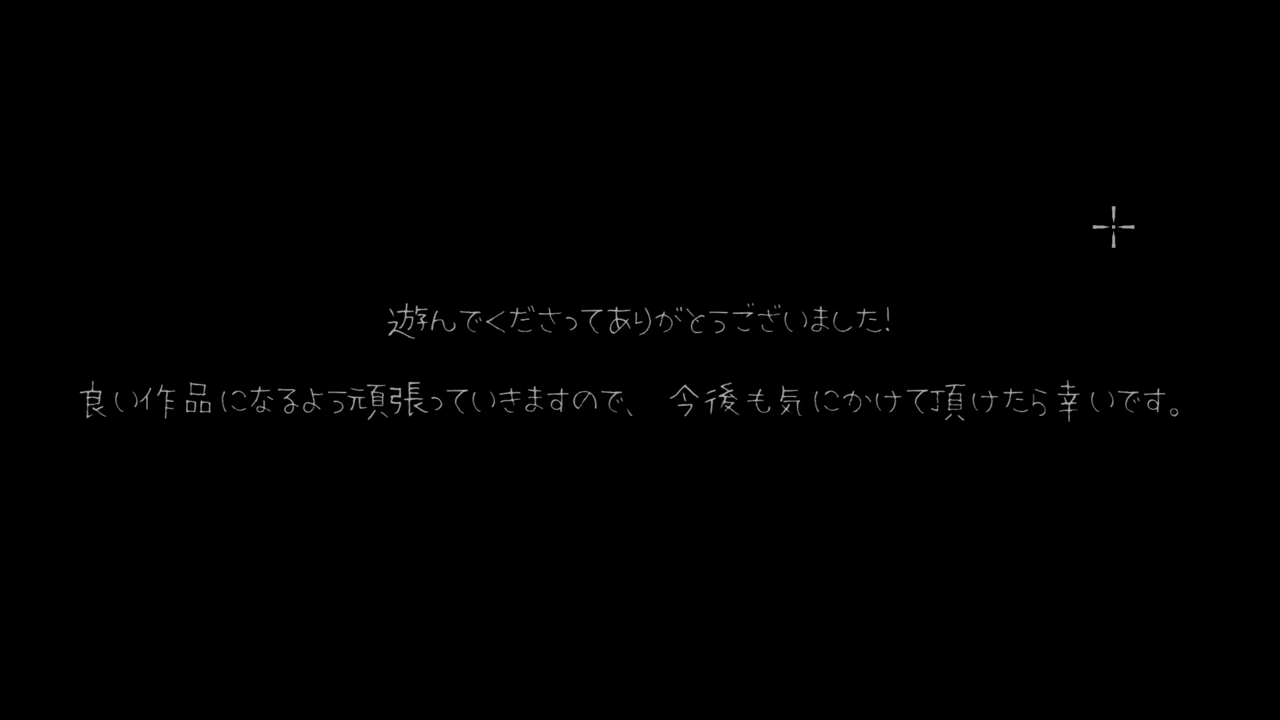 遊んでくださってありがとうございました!
良い作品になるよう頑張っていきますので、 今後も気にかけて頂けたら幸いです。